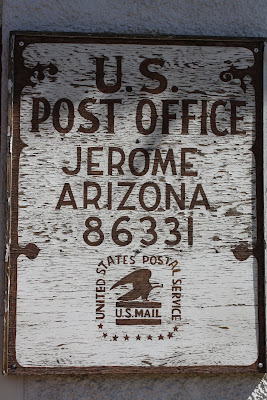 U.S.
POST OFFICE
JEROME
ARIZONA
86331
UNITED STATES POSTAL SERVICE
U.S.MAIL